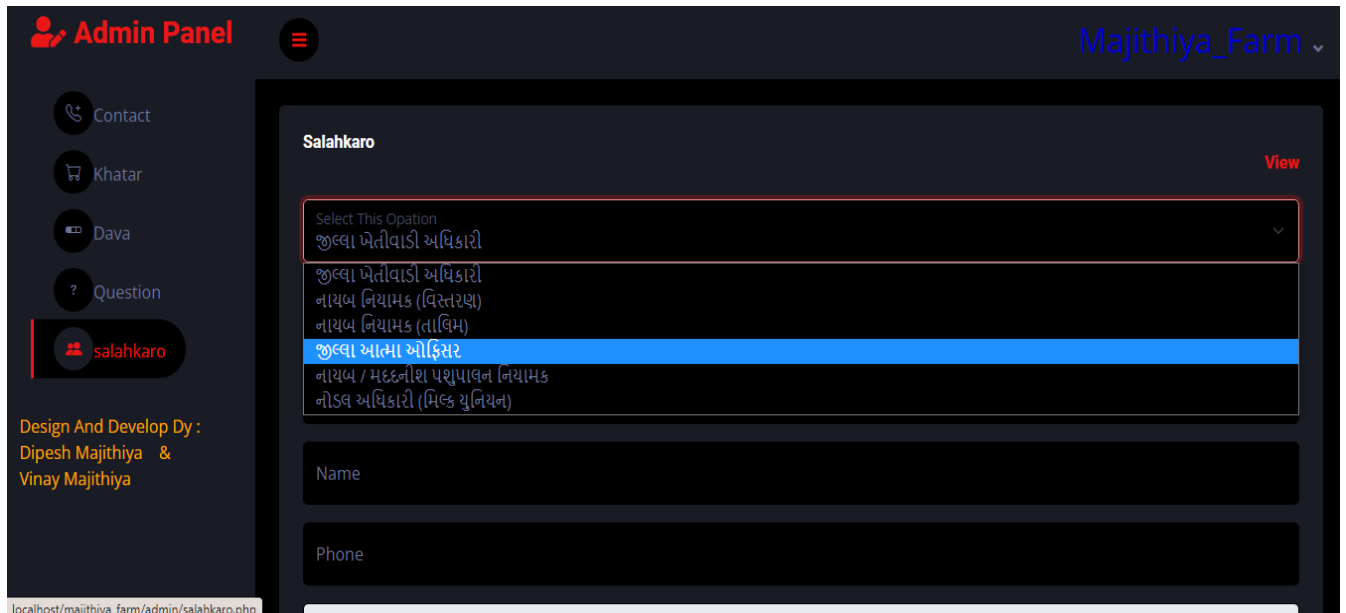 Admin Panel
Majithiya_Farm
Contact
Khatar
Dava
Question
salahkaro
Design And Develop Dy :
Dipesh Majithiya &
Vinay Majithiya
Salahkaro
View
Select This Opation
જીલ્લા ખેતીવાડી અધિકારી
જીલ્લા ખેતીવાડી અધિકારી
નાયબ નિયામક (વિસ્તરણ)
નાયબ નિયામક (તાલિમ)
જીલ્લા આત્મા ઓફિસર
નાયબ / મદદનીશ પશુપાલન નિયામક
નોડલ અધિકારી (મિલ્ક યુનિયન)
Name
Phone
localhost/majithiya_farm/admin/salahkaro.php